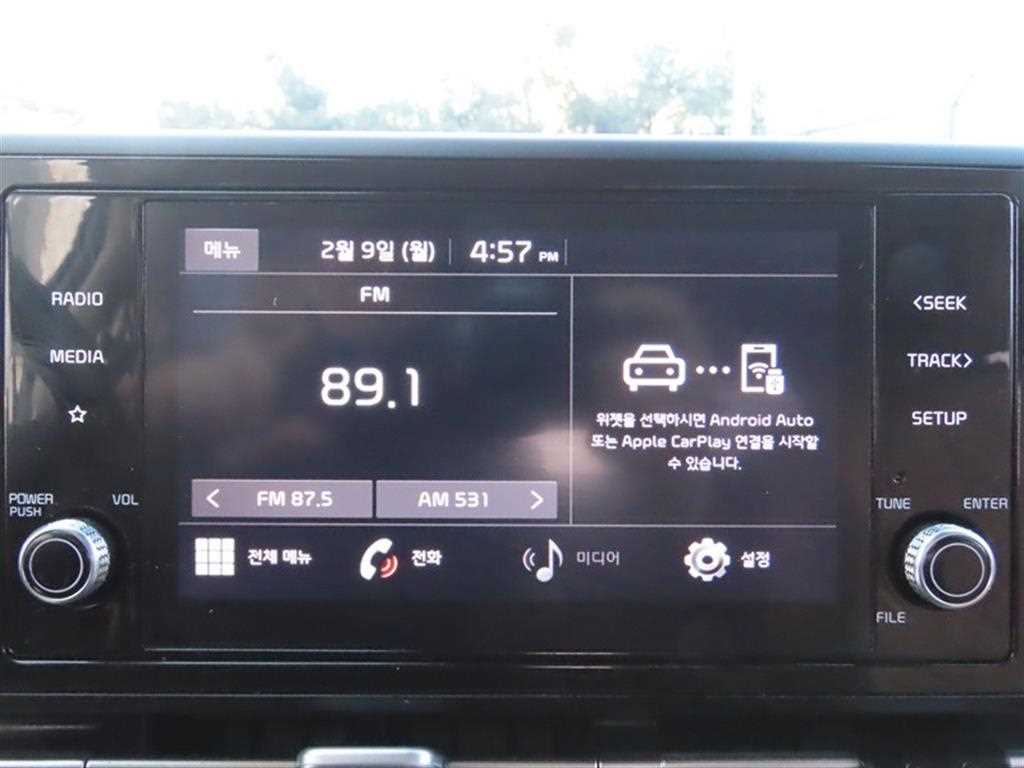 메뉴
2월 9일 (월)
4:57 PM
FM
89.1
위젯을 선택하시면 Android Auto
또는 Apple CarPlay 연결을 시작할
수 있습니다.
< FM 87.5
AM 531 >
전체 메뉴
전화
미디어
설정
RADIO
MEDIA
POWER
PUSH
VOL
<SEEK
TRACK>
SETUP
TUNE
ENTER
FILE